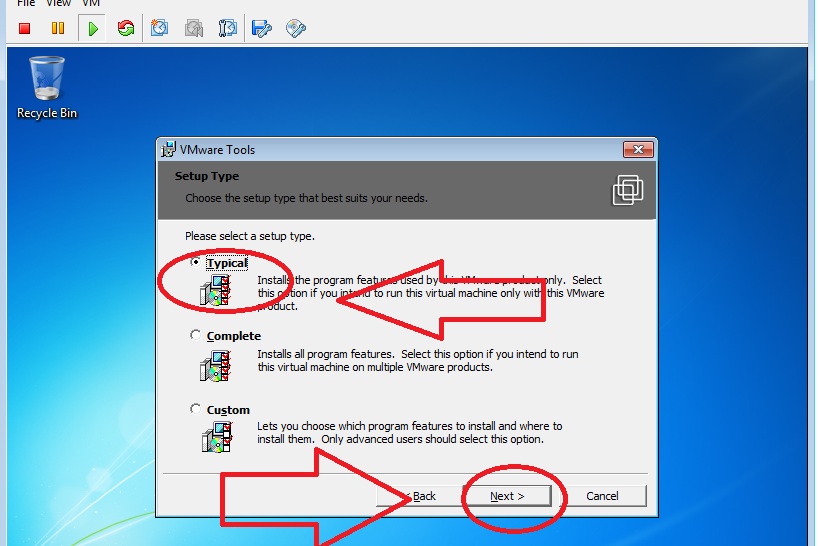 File View VM
Recycle Bin
VMware Tools
Setup Type
Choose the setup type that best suits your needs.
Please select a setup type.
Typical
Installs the program features used by this VMware product only. Select
this option if you intend to run this virtual machine only with this VMware
product.
Complete
Installs all program features. Select this option if you intend to run
this virtual machine on multiple VMware products.
Custom
Lets you choose which program features to install and where to
install them. Only advanced users should select this option.
< Back Next > Cancel